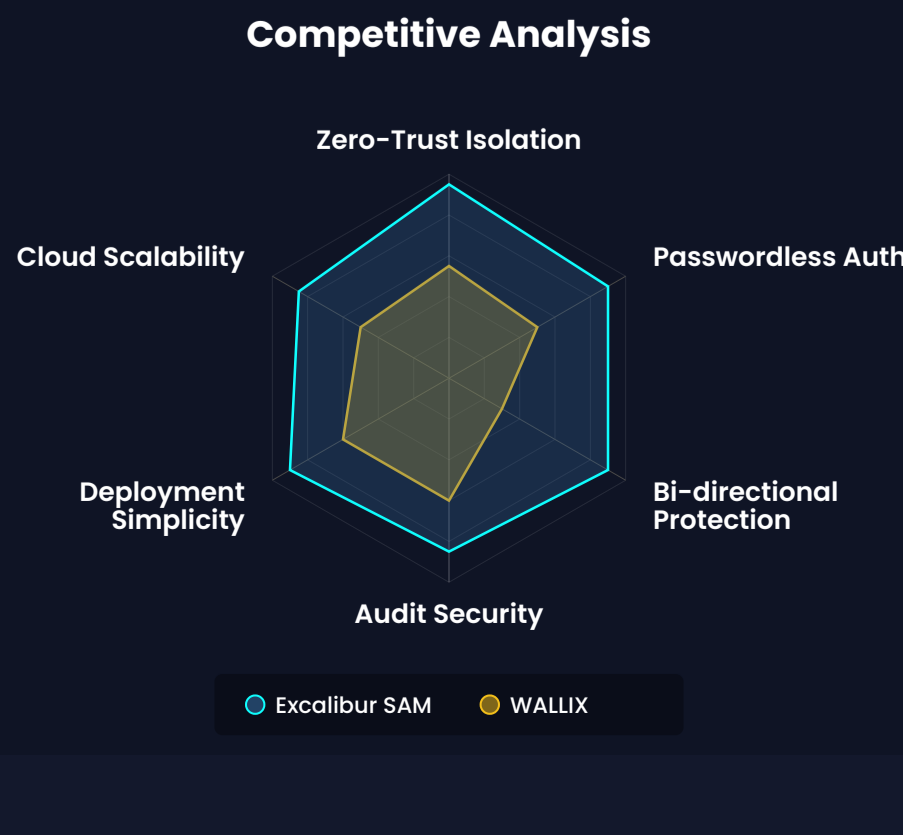 Competitive Analysis
Zero-Trust Isolation
Cloud Scalability
Passwordless Auth
Deployment
Simplicity
Bi-directional
Protection
Audit Security
Excalibur SAM
WALLIX